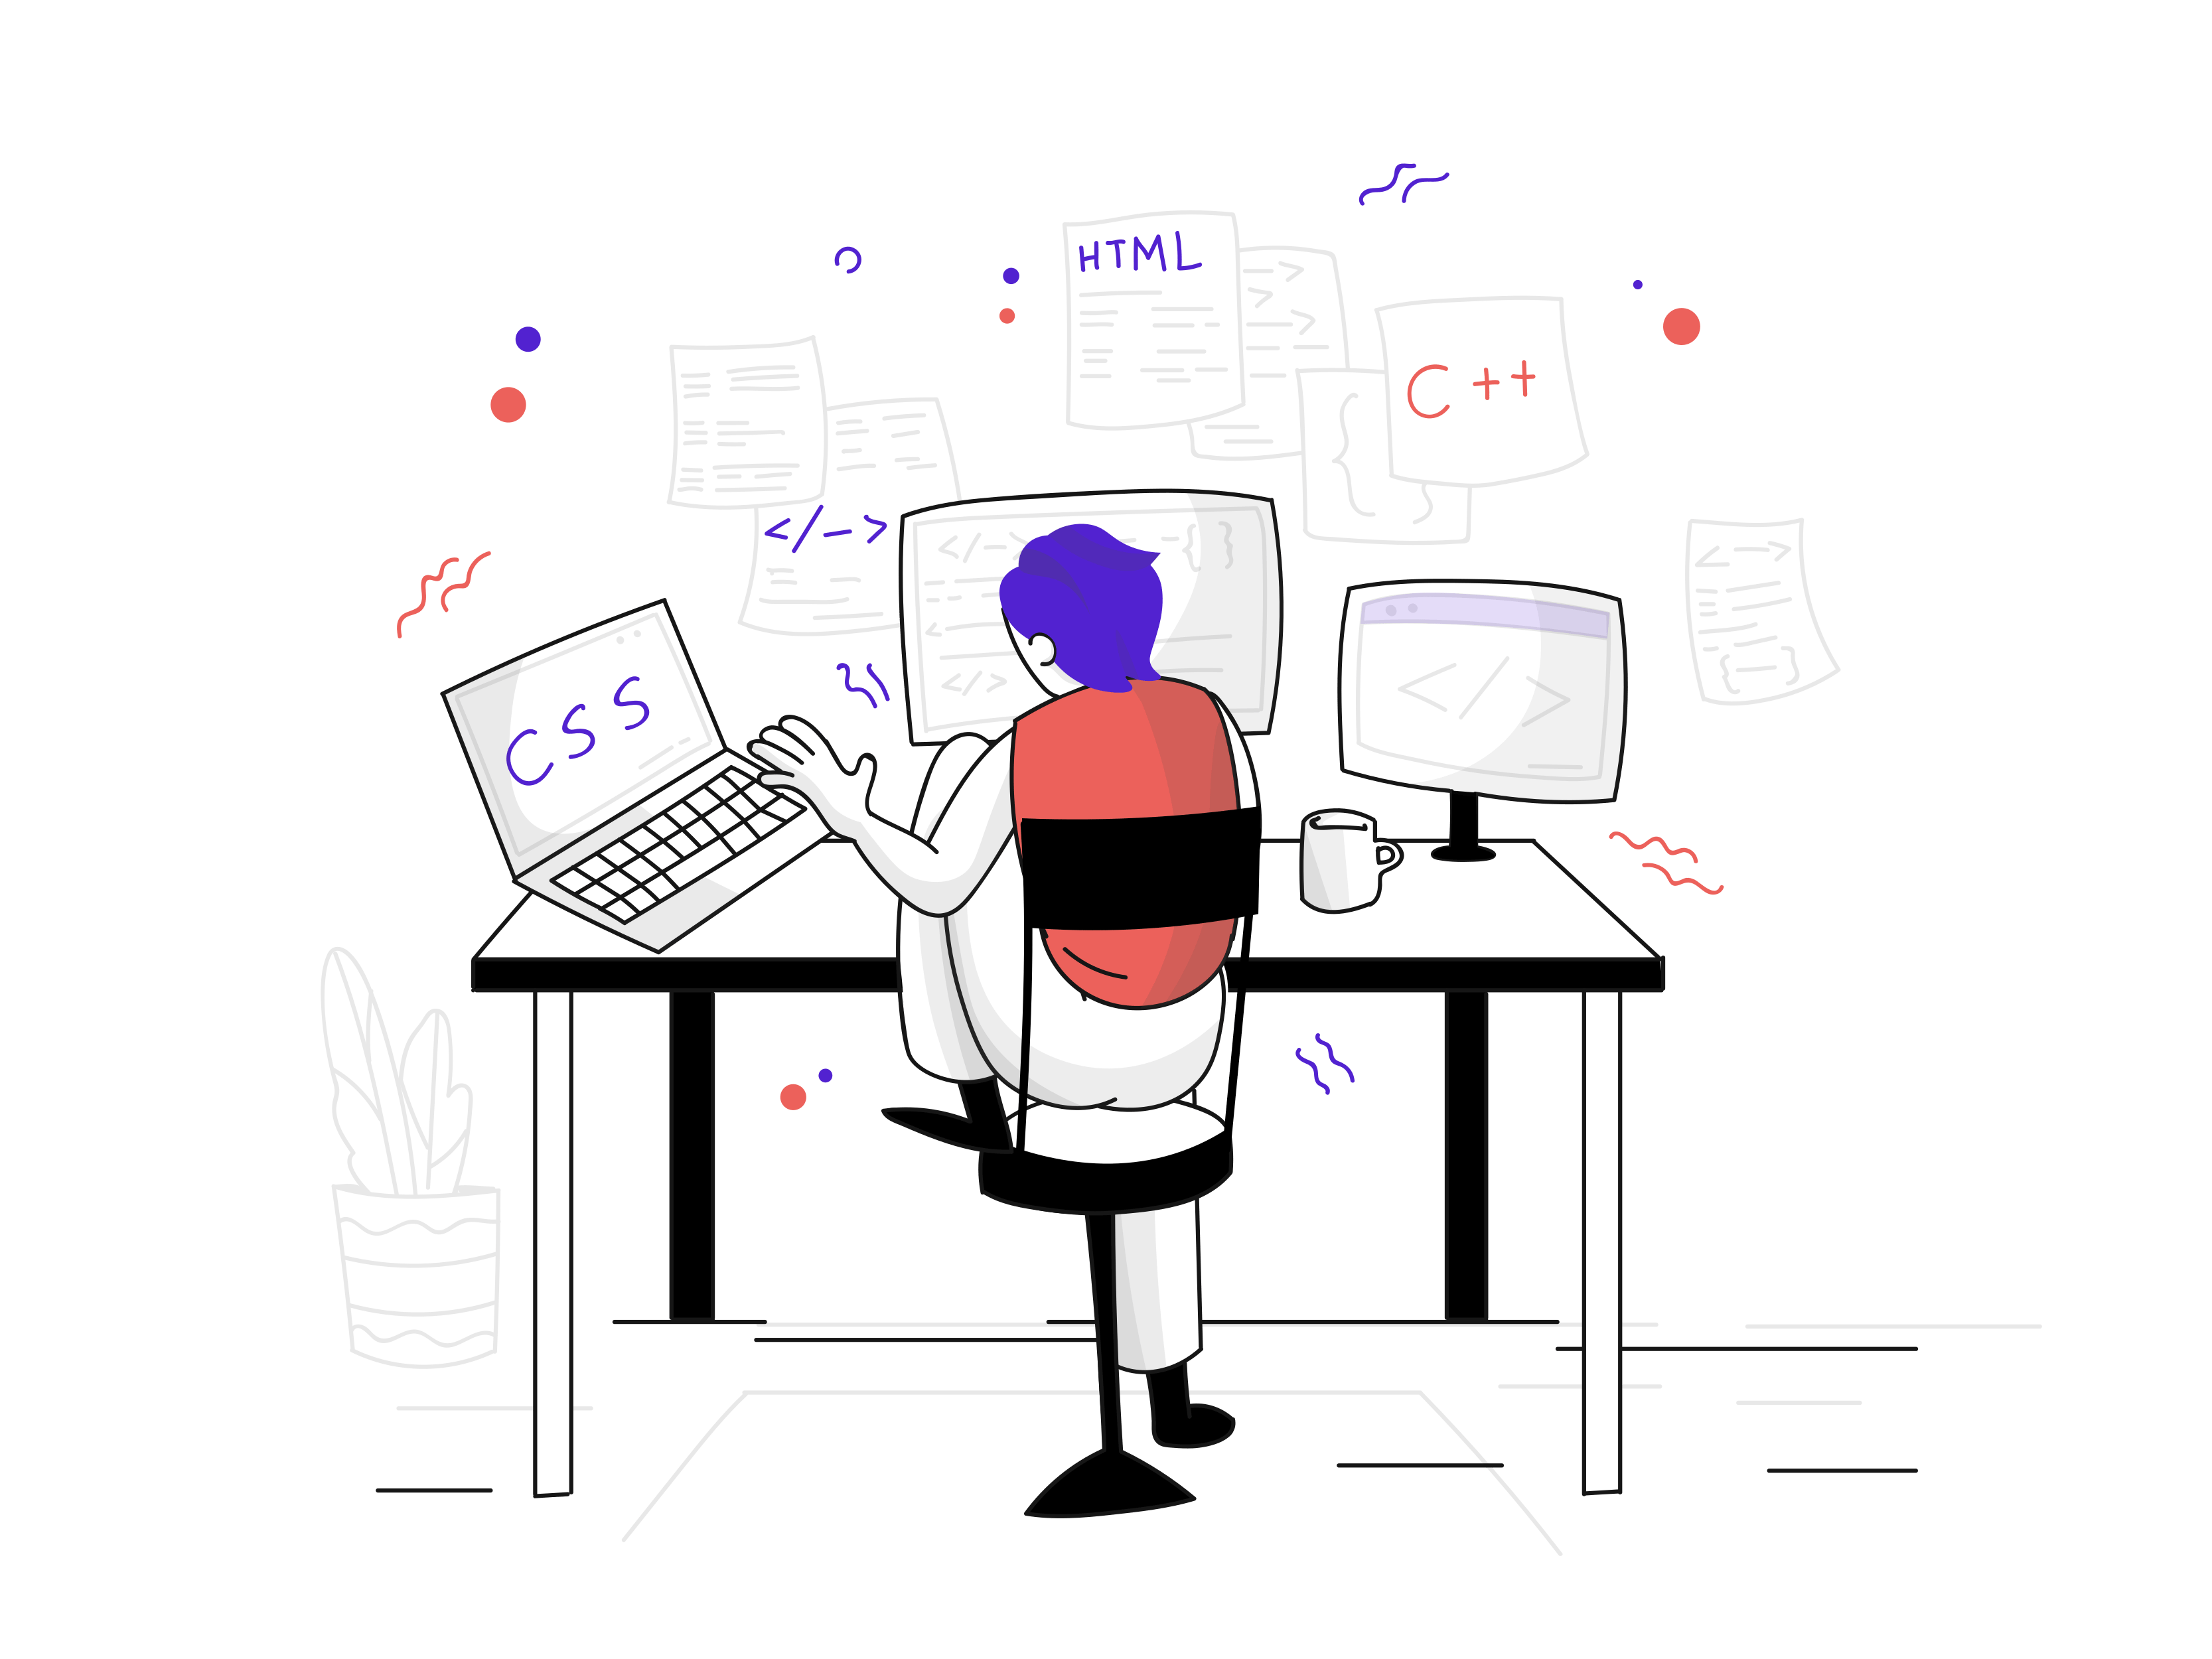 HTML
C++
</->
< - { }
CSS
< >
</>
< - >
{ }